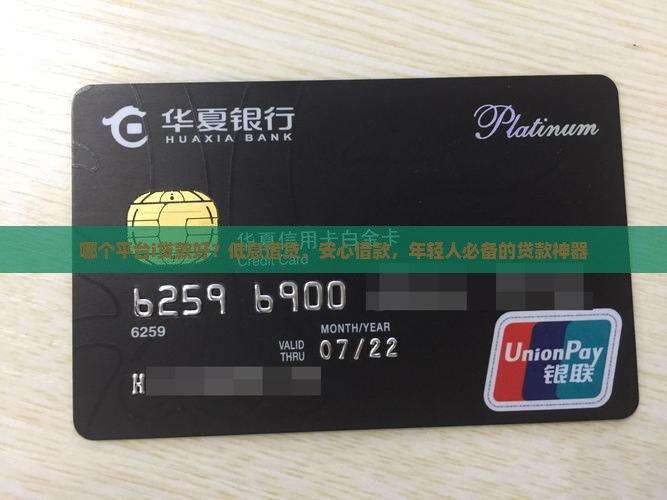 华夏银行
HUAXIA BANK
Platinum
华夏信用卡白金卡
Credit Card
哪个平台i贷款好？低息借贷，安心借款，年轻人必备的贷款神器
6259 6900
6259
MONTH/YEAR
VALID
THRU
07/22
UnionPay
银联
H